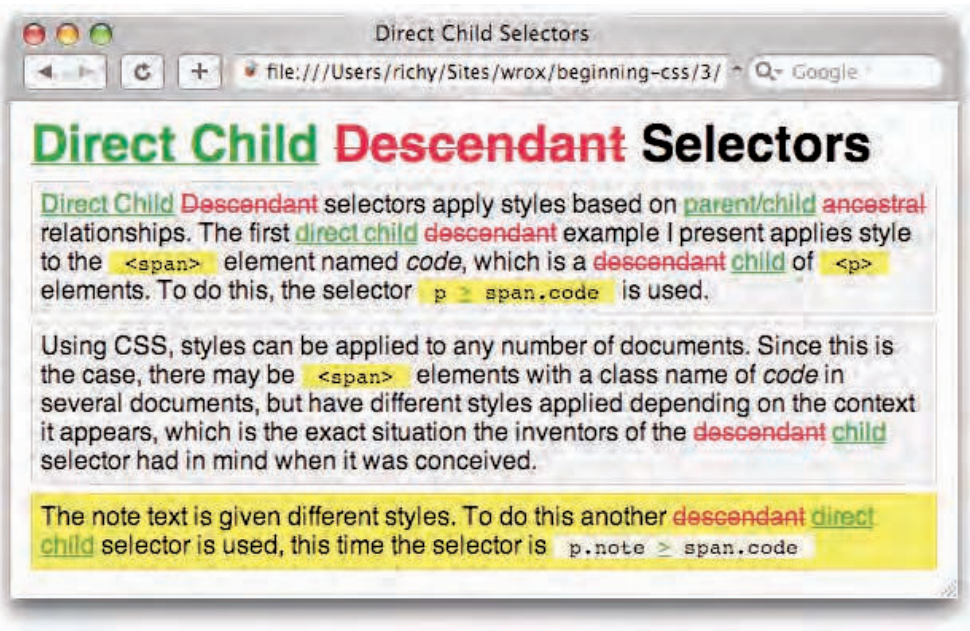 Direct Child Selectors
file:///Users/richy/Sites/wrox/beginning-css/3/
Google
Direct Child Descendant Selectors
Direct Child Descendant selectors apply styles based on parent/child ancestral
relationships. The first direct child descendant example I present applies style
to the <span> element named code, which is a descendant child of <p>
elements. To do this, the selector p > span.code is used.
Using CSS, styles can be applied to any number of documents. Since this is
the case, there may be <span> elements with a class name of code in
several documents, but have different styles applied depending on the context
it appears, which is the exact situation the inventors of the descendant child
selector had in mind when it was conceived.
The note text is given different styles. To do this another descendant direct
child selector is used, this time the selector is p.note > span.code